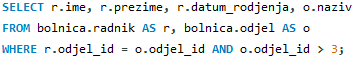 SELECT r.ime, r.prezime, r.datum_rodjenja, o.naziv
FROM bolnica.radnik AS r, bolnica.odjel AS o
WHERE r.odjel_id = o.odjel_id AND o.odjel_id > 3;